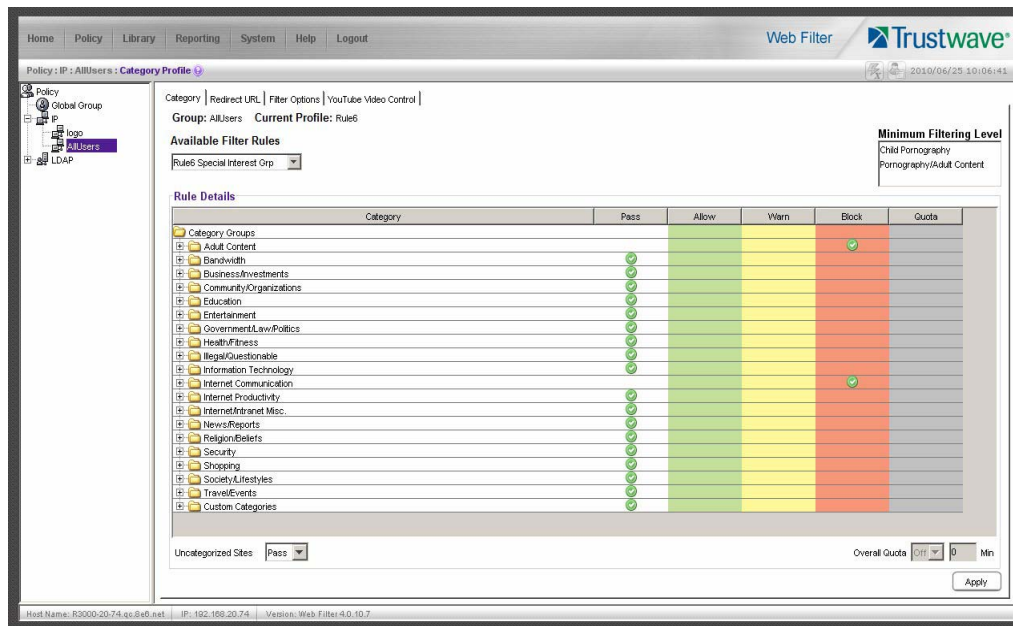 Home Policy Library Reporting System Help Logout
Web Filter Trustwave®
Policy : IP : AllUsers : Category Profile
2010/06/25 10:06:41
Policy
Global Group
IP
logo
AllUsers
LDAP
Category Redirect URL Filter Options YouTube Video Control
Group: AllUsers Current Profile: Rule6
Available Filter Rules
Rule6 Special Interest Grp
Minimum Filtering Level
Child Pornography
Pornography/Adult Content
Rule Details
Category Pass Allow Warn Block Quota
Category Groups
Adult Content
Bandwidth
Business/Investments
Community/Organizations
Education
Entertainment
Government/Law/Politics
Health/Fitness
Illegal/Questionable
Information Technology
Internet Communication
Internet Productivity
Internet/Intranet Misc.
News/Reports
Religion/Beliefs
Security
Shopping
Society/Lifestyles
Travel/Events
Custom Categories
Uncategorized Sites Pass
Overall Quota Off 0 Min
Apply
Host Name: R3000-20-74.qc.8e6.net IP: 192.168.20.74 Version: Web Filter 4.0.10.7